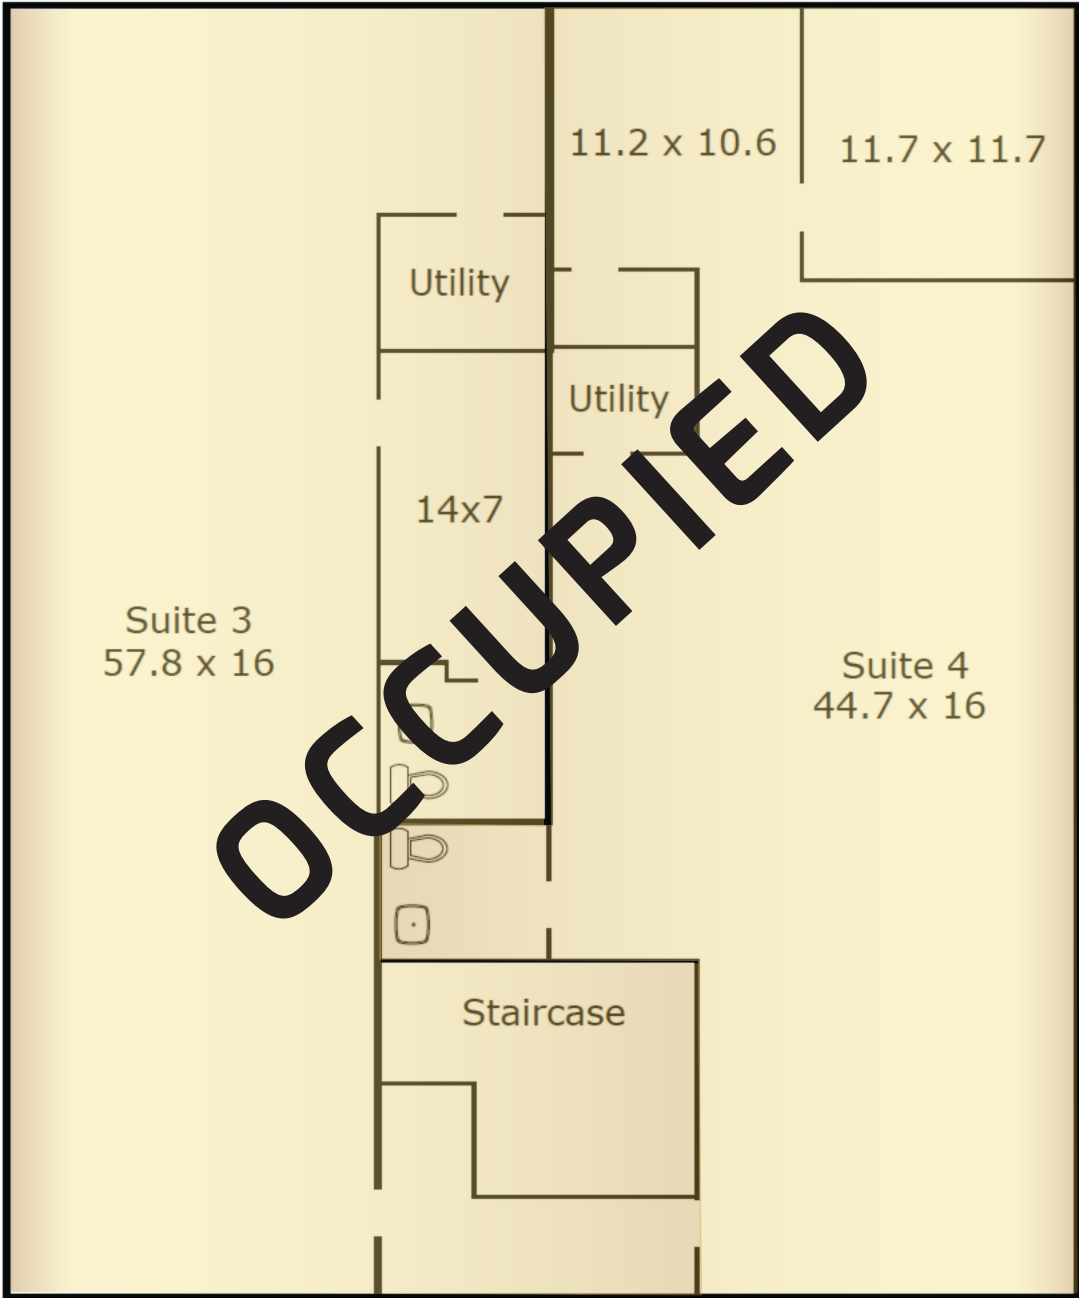 11.2 x 10.6
11.7 x 11.7
Utility
Utility
14x7
Suite 3
57.8 x 16
Suite 4
44.7 x 16
OCCUPIED
Staircase